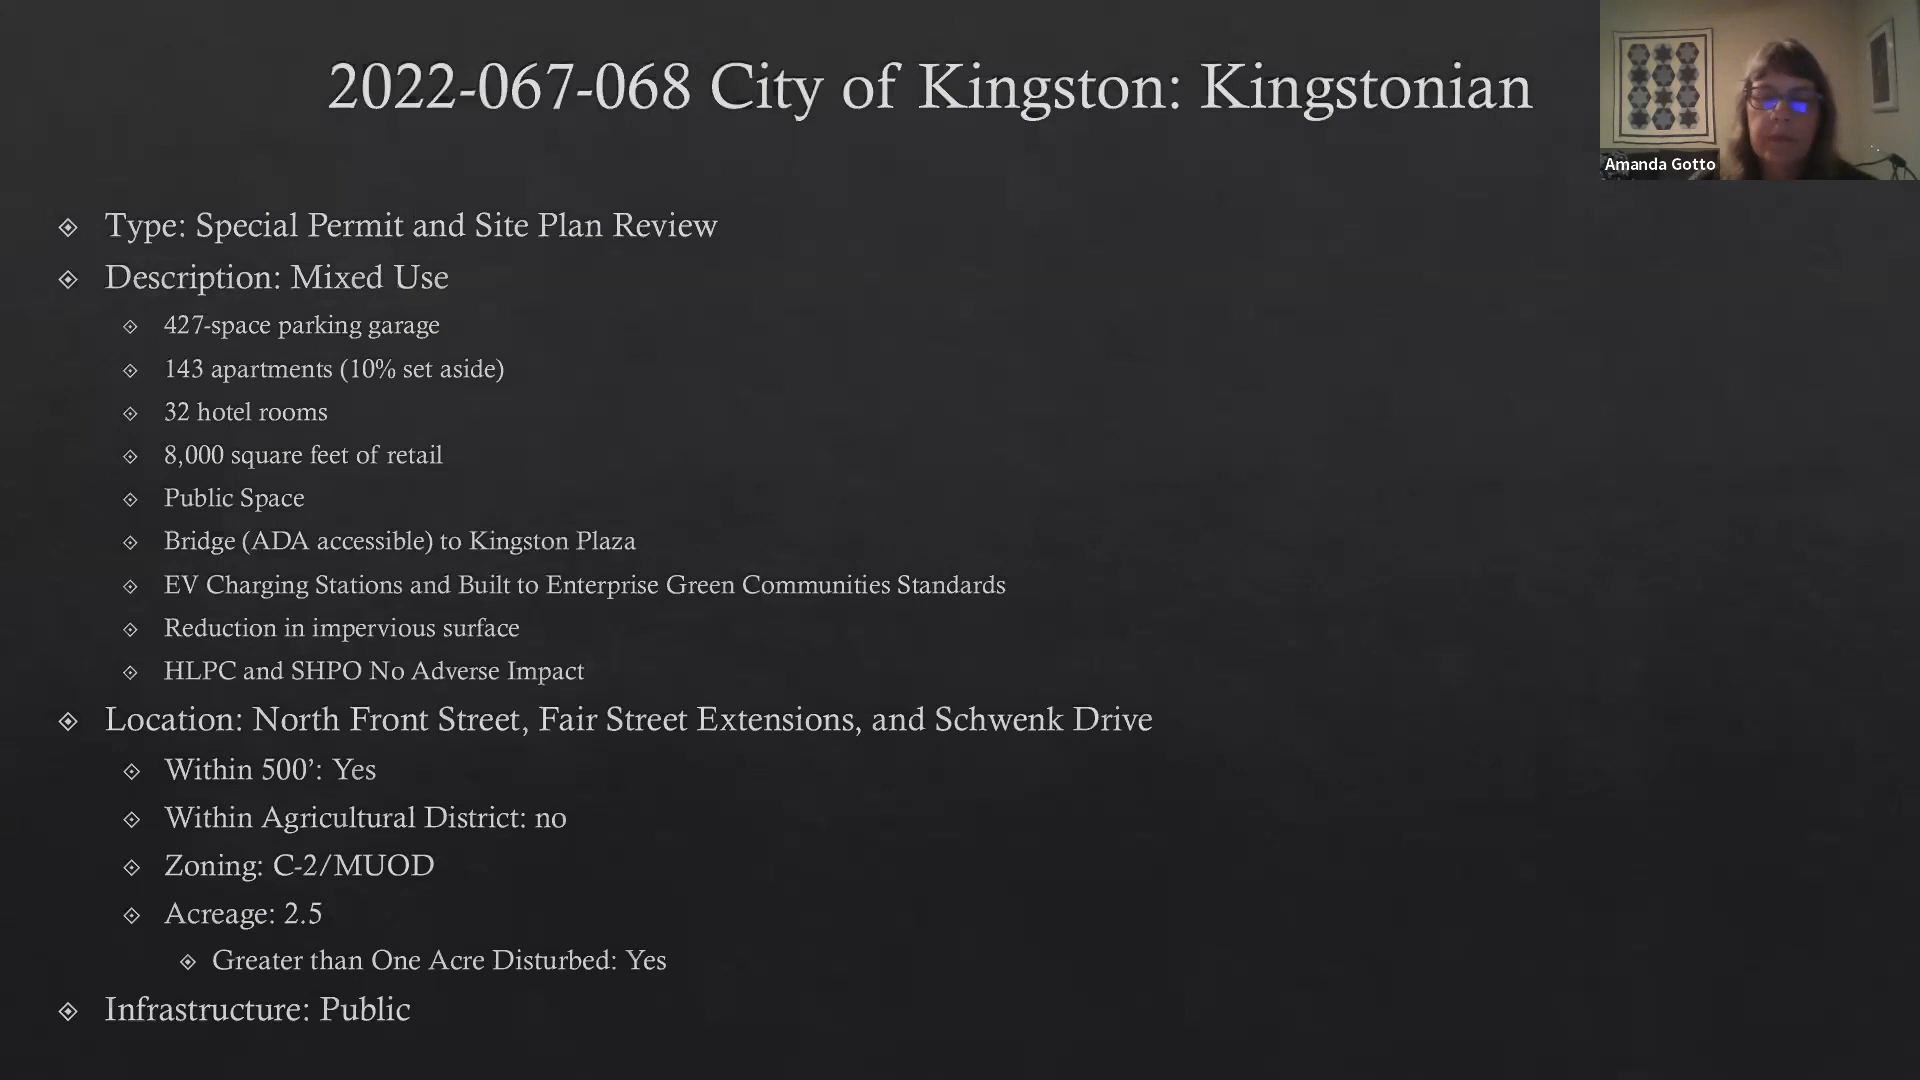 2022-067-068 City of Kingston: Kingstonian
Amanda Gotto
Type: Special Permit and Site Plan Review
Description: Mixed Use
427-space parking garage
143 apartments (10% set aside)
32 hotel rooms
8,000 square feet of retail
Public Space
Bridge (ADA accessible) to Kingston Plaza
EV Charging Stations and Built to Enterprise Green Communities Standards
Reduction in impervious surface
HLPC and SHPO No Adverse Impact
Location: North Front Street, Fair Street Extensions, and Schwenk Drive
Within 500’: Yes
Within Agricultural District: no
Zoning: C-2/MUOD
Acreage: 2.5
Greater than One Acre Disturbed: Yes
Infrastructure: Public